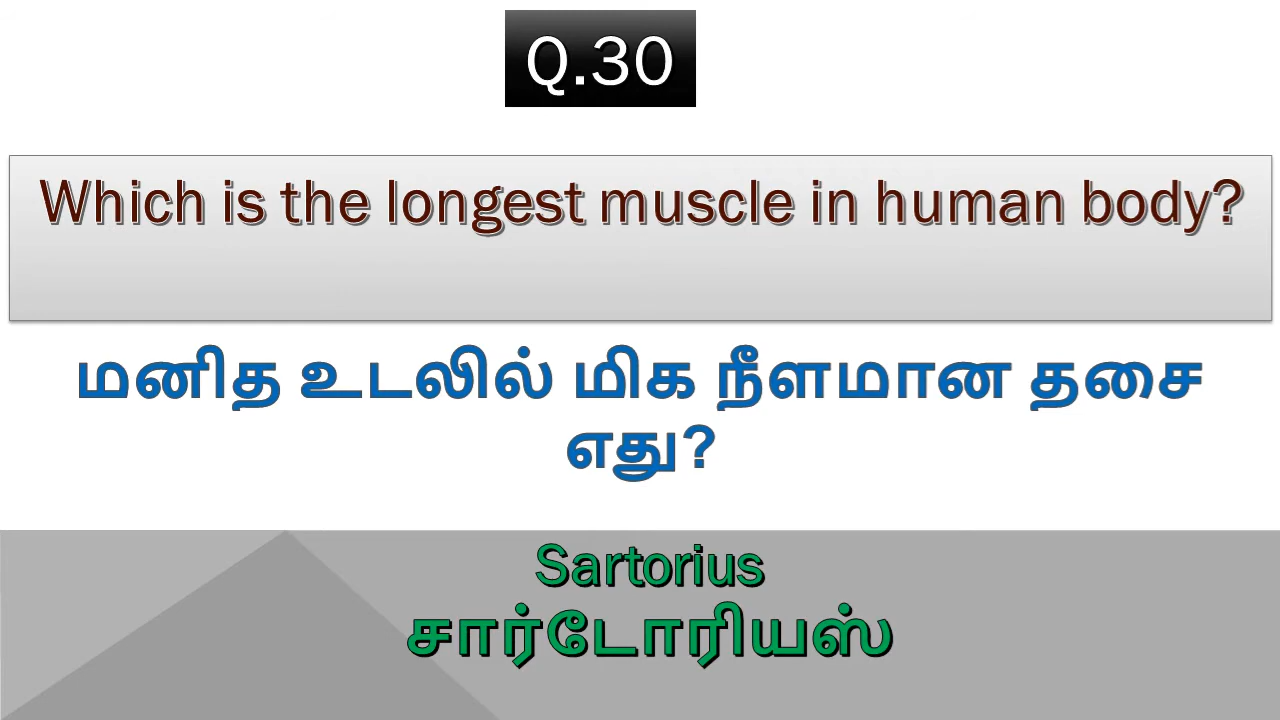 Q.30
Which is the longest muscle in human body?
மனித உடலில் மிக நீளமான தசை
எது?
Sartorius
சார்டோரியஸ்